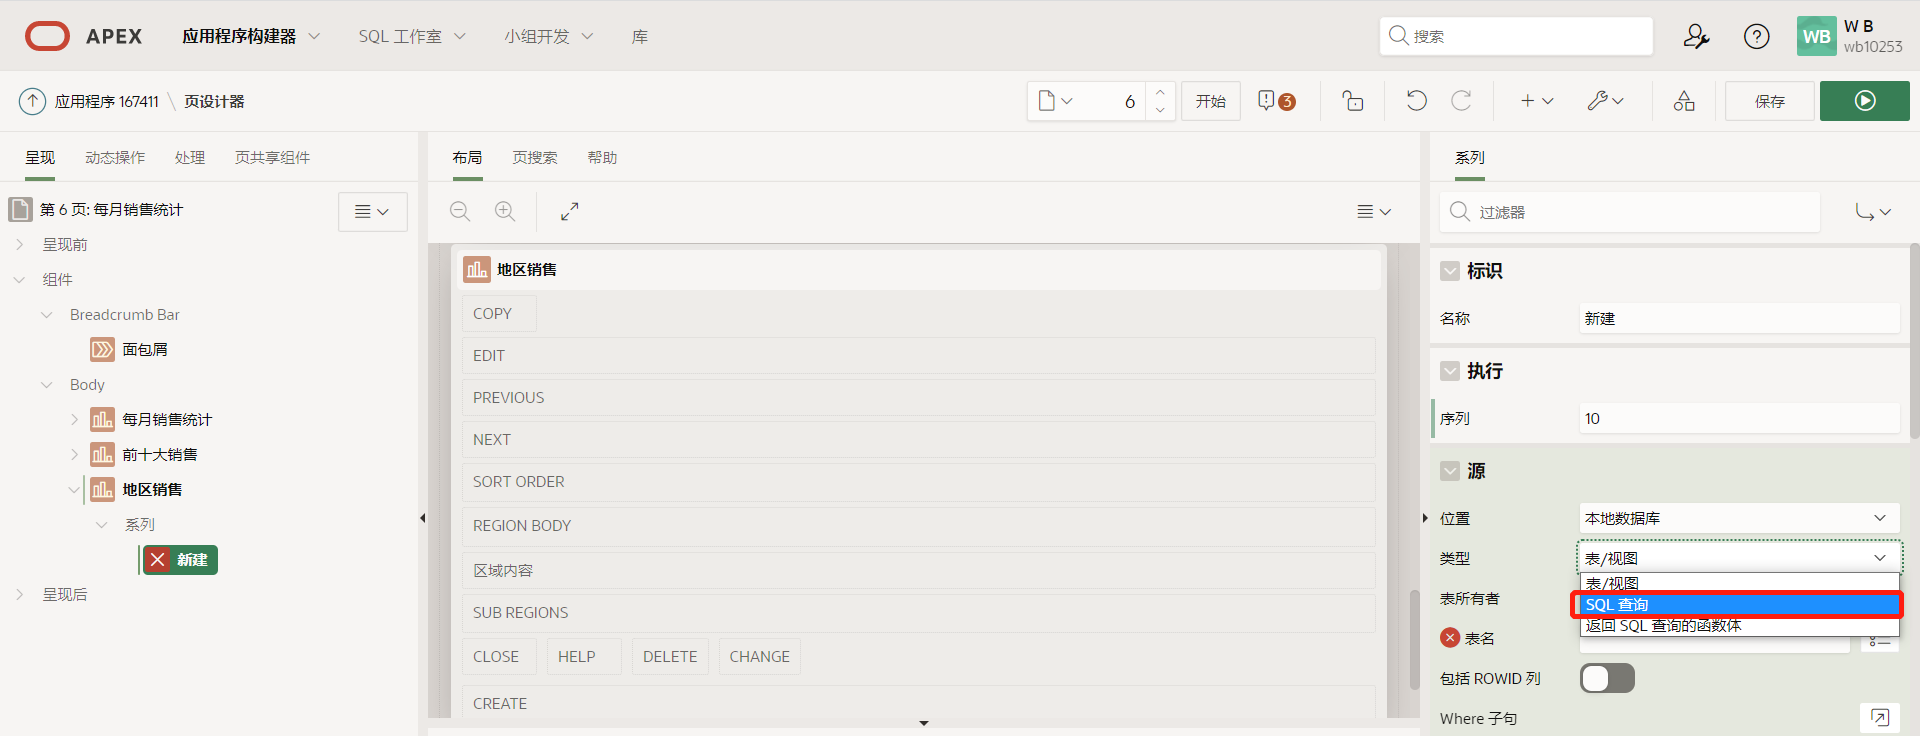 APEX 应用程序构建器 SQL 工作室 小组开发 库 搜索 WB W B
wb10253
应用程序 167411 \ 页设计器 6 开始 3 保存
呈现 动态操作 处理 页共享组件
第 6 页: 每月销售统计
呈现前
组件
Breadcrumb Bar
面包屑
Body
每月销售统计
前十大销售
地区销售
系列
新建
呈现后
布局 页搜索 帮助
地区销售
COPY
EDIT
PREVIOUS
NEXT
SORT ORDER
REGION BODY
区域内容
SUB REGIONS
CLOSE HELP DELETE CHANGE
CREATE
系列
过滤器
标识
名称 新建
执行
序列 10
源
位置 本地数据库
类型 表/视图
表/视图
表所有者 SQL 查询
返回 SQL 查询的函数体
表名
包括 ROWID 列
Where 子句